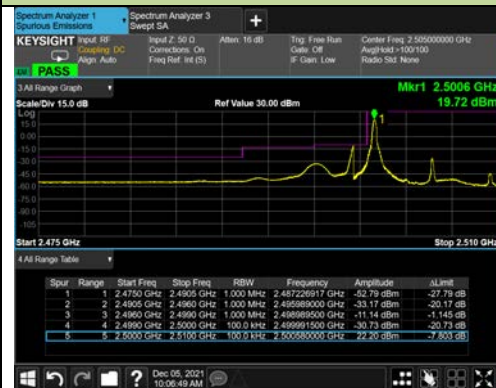 Spectrum Analyzer 1
Spurious Emissions
Spectrum Analyzer 3
Swept SA
KEYSIGHT
Input: RF
Coupling: DC
Align: Auto
Input Z: 50 Ω
Corrections: On
Freq Ref: Int (S)
Atten: 16 dB
Trig: Free Run
Gate: Off
IF Gain: Low
Center Freq: 2.505000000 GHz
Avg|Hold:>100/100
Radio Std: None
PASS
3 All Range Graph
Mkr1 2.5006 GHz
Scale/Div 15.0 dB
Ref Value 30.00 dBm
19.72 dBm
Log
15.0
0.00
-15.0
-30.0
-45.0
-60.0
-75.0
-90.0
-105
1
Start 2.475 GHz
Stop 2.510 GHz
4 All Range Table
Spur Range Start Freq Stop Freq RBW Frequency Amplitude ΔLimit
1 1 2.4750 GHz 2.4905 GHz 1.000 MHz 2.487226917 GHz -52.79 dBm -27.79 dB
2 2 2.4905 GHz 2.4960 GHz 1.000 MHz 2.495989000 GHz -33.17 dBm -20.17 dB
3 3 2.4960 GHz 2.4990 GHz 1.000 MHz 2.498989500 GHz -11.14 dBm -1.145 dB
4 4 2.4990 GHz 2.5000 GHz 100.0 kHz 2.499991500 GHz -30.73 dBm -20.73 dB
5 5 2.5000 GHz 2.5100 GHz 100.0 kHz 2.500580000 GHz 22.20 dBm -7.803 dB
Dec 05, 2021
10:06:49 AM